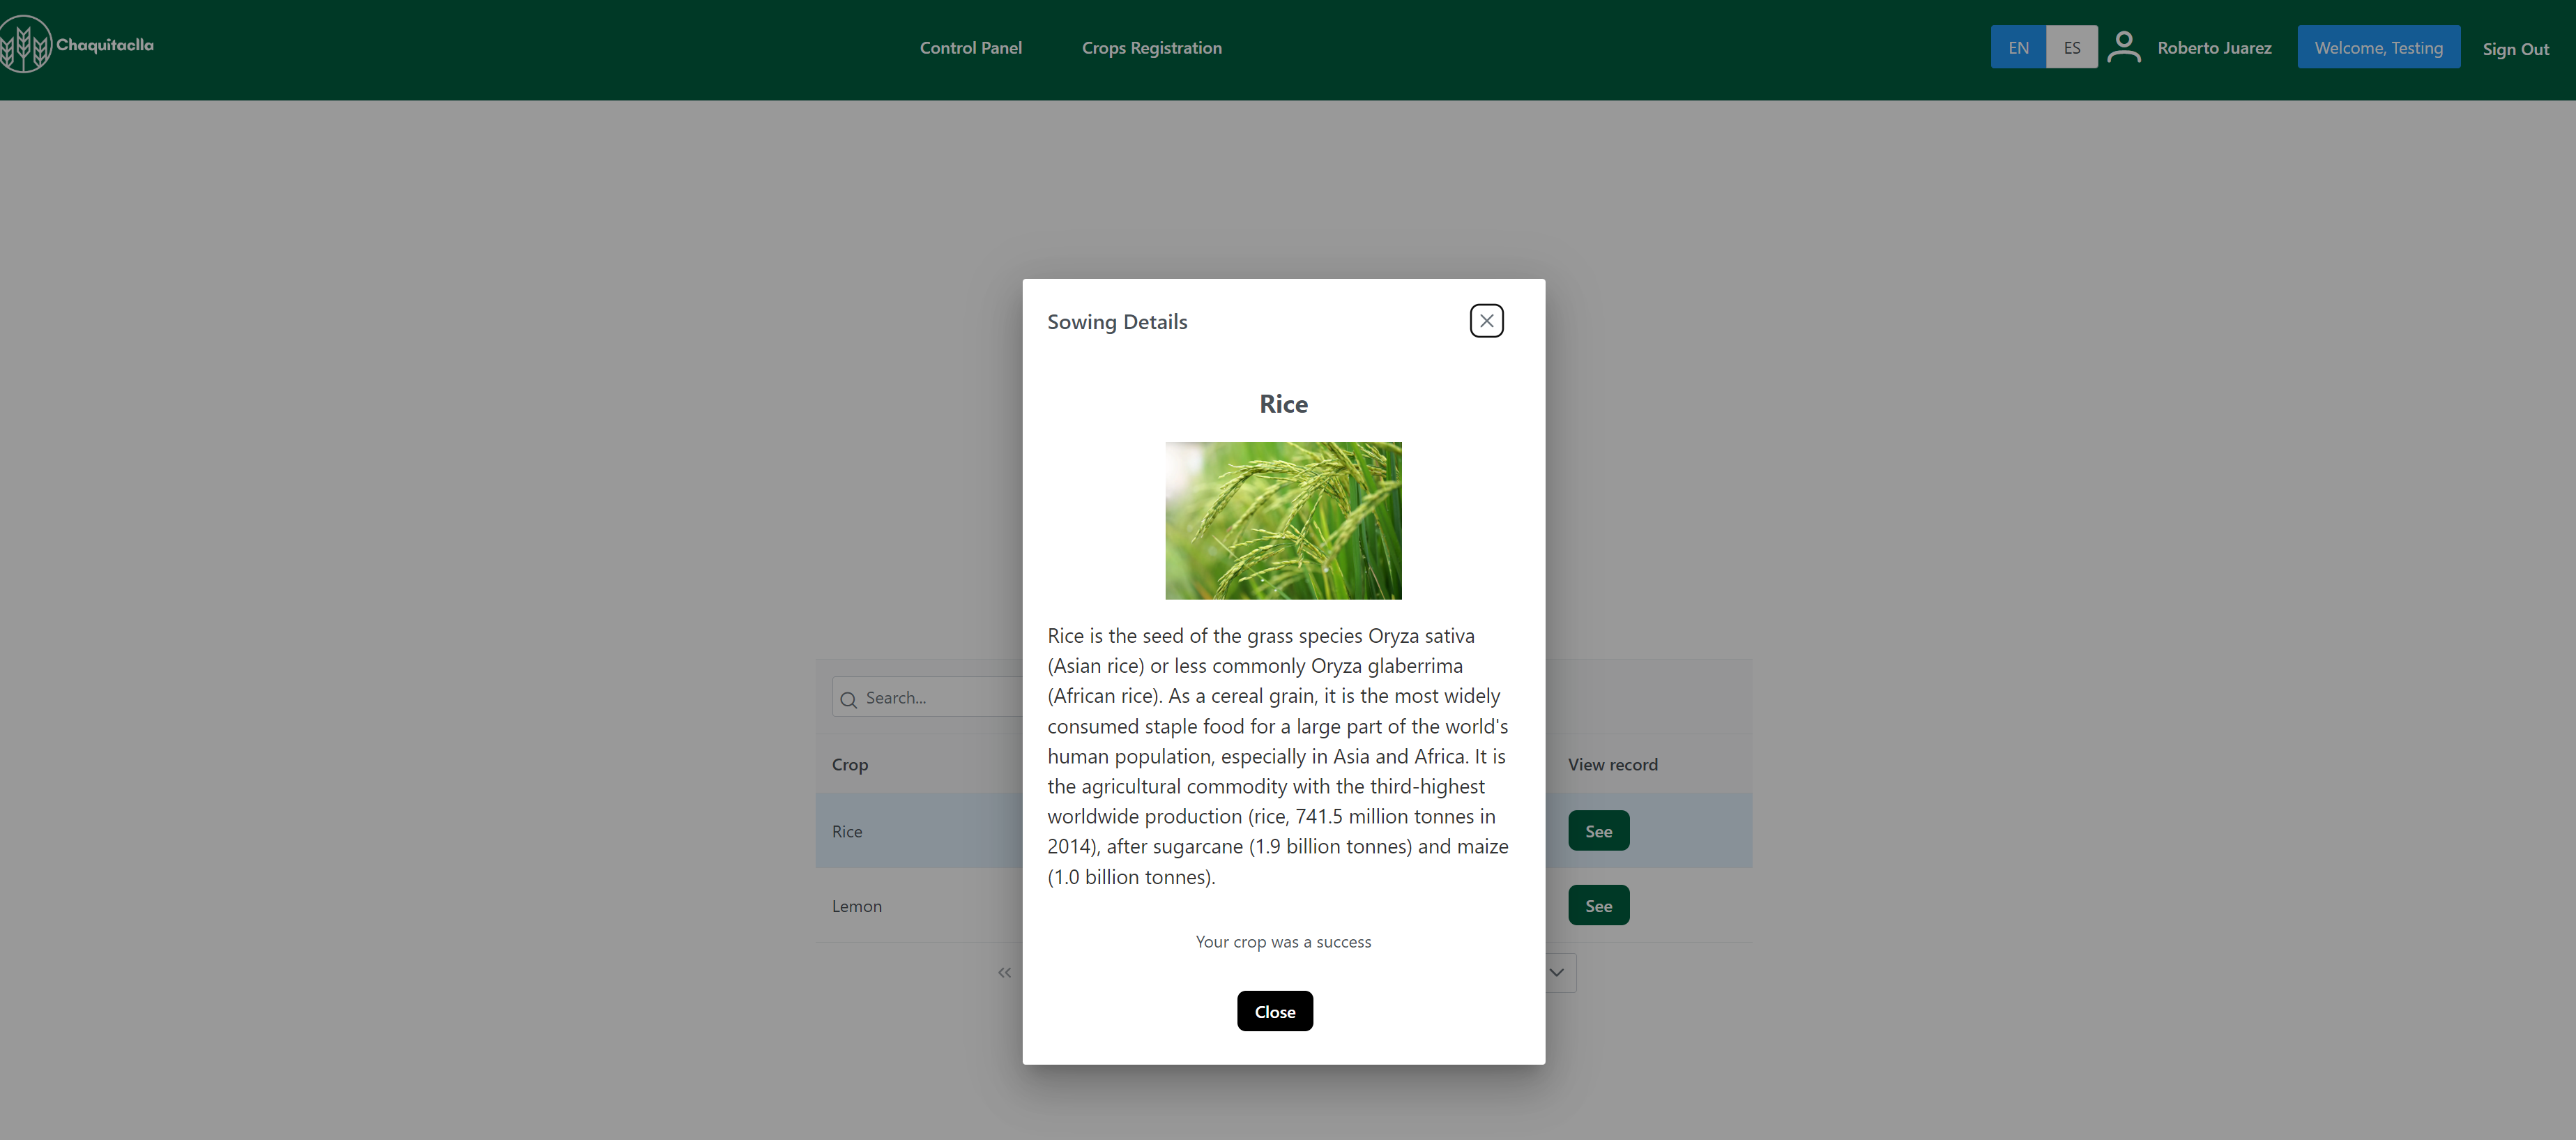 Chaquitaclla
Control Panel
Crops Registration
EN
ES
Roberto Juarez
Welcome, Testing
Sign Out
Sowing Details
Rice
Rice is the seed of the grass species Oryza sativa
(Asian rice) or less commonly Oryza glaberrima
(African rice). As a cereal grain, it is the most widely
consumed staple food for a large part of the world's
human population, especially in Asia and Africa. It is
the agricultural commodity with the third-highest
worldwide production (rice, 741.5 million tonnes in
2014), after sugarcane (1.9 billion tonnes) and maize
(1.0 billion tonnes).
Your crop was a success
Close
Search...
Crop
View record
Rice
See
Lemon
See